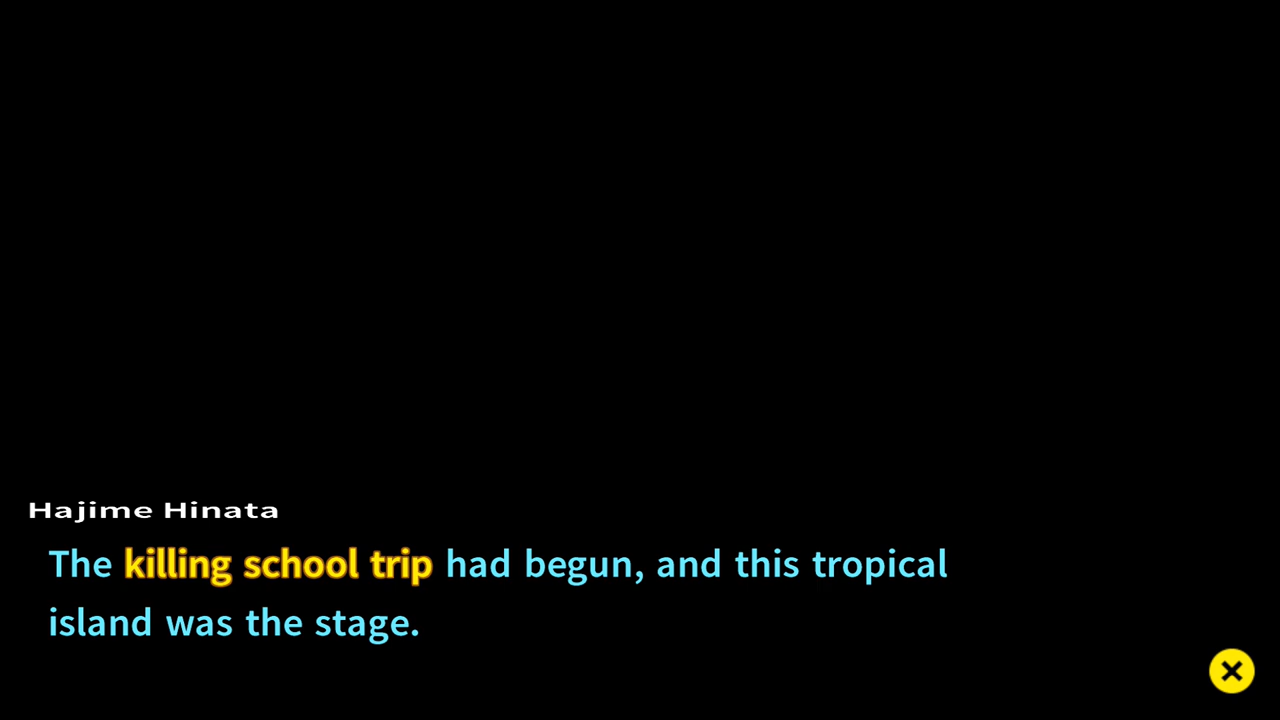 Hajime Hinata
The killing school trip had begun, and this tropical
island was the stage.